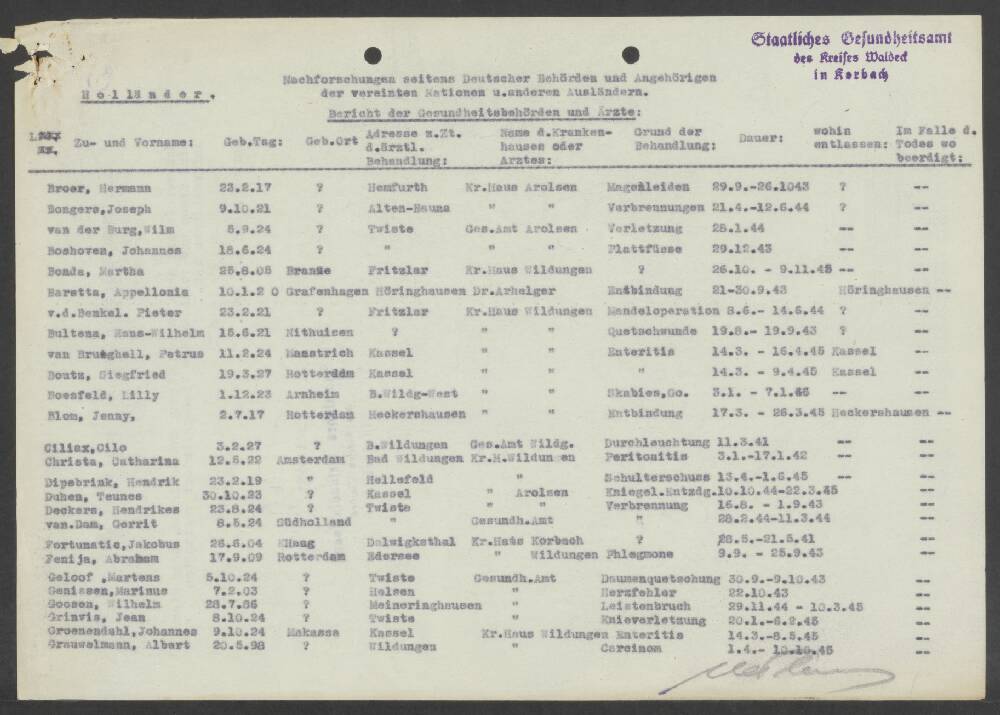 Staatliches Gesundheitsamt
des Kreises Waldeck
in Korbach
Nachforschungen seitens Deutscher Behörden und Angehörigen
Holländer. der vereinten Nationen u.anderen Ausländern.
Bericht der Gesundheitsbehörden und Ärzte:
Zu- und Vorname: Geb.Tag: Geb.Ort Adresse z.Zt. d.ärztl. Behandlung: Name d.Kranken- hauses oder Arztes: Grund der Behandlung: Dauer: wohin entlassen: Im Falle d. Todes wo beerdigt:
Broer, Hermann 23.2.17 ? Hemfurth Kr.Haus Arolsen Magenleiden 29.9.-26.1043 ? --
Bongers,Joseph 9.10.21 ? Alten-Bauna " " Verbrennungen 21.4.-12.6.44 ? --
van der Burg,Wilm 5.9.24 ? Twiste Ges.Amt Arolsen Verletzung 28.1.44 -- --
Boshoven, Johannes 18.6.24 ? " " " Plattfüsse 29.12.43 -- --
Bonda, Martha 25.8.08 Fritzlar Kr.Haus Wildungen ? 26.10. - 9.11.45 -- --
Baretta, Appellonia 10.1.2 0 Grafenhagen Höringhausen Dr.Arhelger Entbindung 21-30.9.43 Höringhausen --
v.d.Benkel. Pieter 23.2.21 ? Fritzlar Kr.Haus Wildungen Mandeloperation 8.6.- 14.6.44 ? --
Bultena, Hans-Wilhelm 15.6.21 Nithuizen ? " " Quetschwunde 19.8.- 19.9.43 ? --
van Brueghell, Petrus 11.2.24 Maastrich Kassel " " Enteritis 14.3. - 16.4.45 Kassel --
Boutz, Siegfried 19.3.27 Rotterdam Kassel " " " 14.3. - 9.4.45 Kassel --
Boesfeld, Lilly 1.12.23 Arnheim B.Wildg-West " " Skabies,Go. 3.1. - 7.1.45 -- --
Blom, Jenny, 2.7.17 Rotterdam Heckershausen " " Entbindung 17.3. - 26.3.45 Heckershausen --
Ciliax,Cilo 3.2.27 ? B.Wildungen Ges.Amt Wildg. Durchleuchtung 11.3.41 -- --
Christa, Catharina 12.8.22 Amsterdam Bad Wildungen Kr.H.Wildungen Peritonitis 3.1.-17.1.42 -- --
Dipebrink, Hendrik 23.2.19 " Hellefeld " Schulterschuss 13.4.-1.6.45 -- --
Duhen, Teunes 30.10.23 ? Kassel " Arolsen Kniegel.Entzdg.10.10.44-22.3.45 --
Deckers, Hendrikes 23.8.24 ? Twiste " " Verbrennung 16.8. - 1.9.43 --
van.Dam, Gerrit 8.5.24 Südholland " Gesundh.Amt " 28.2.44-11.3.44 --
Fortunatic,Jakobus 26.6.04 Haag Dalwigksthal Kr.Haus Korbach ? 28.5.-21.5.41 --
Fenija, Abraham 17.9.09 Rotterdam Edersee " Wildungen Phlegmone 9.9. - 25.9.43 --
Geloof ,Martens 5.10.24 ? Twiste Gesundh.Amt Daumenquetschung 30.9.-9.10.43 --
Genissen,Marinus 7.2.03 ? Helsen " Herzfehler 22.10.43 --
Goosen, Wilhelm 28.7.86 ? Meineringhausen " Leistenbruch 29.11.44 - 10.3.45 --
Grinvis, Jean 8.10.24 ? Twiste " Knieverletzung 20.1.-6.2.45 --
Groenendahl,Johannes 9.10.24 Makassa Kassel Kr.Haus Wildungen Enteritis 14.3.-8.5.45 --
Grauwelmann, Albert 20.5.98 ? Wildungen " Carcinom 1.4.- 10.10.45 --